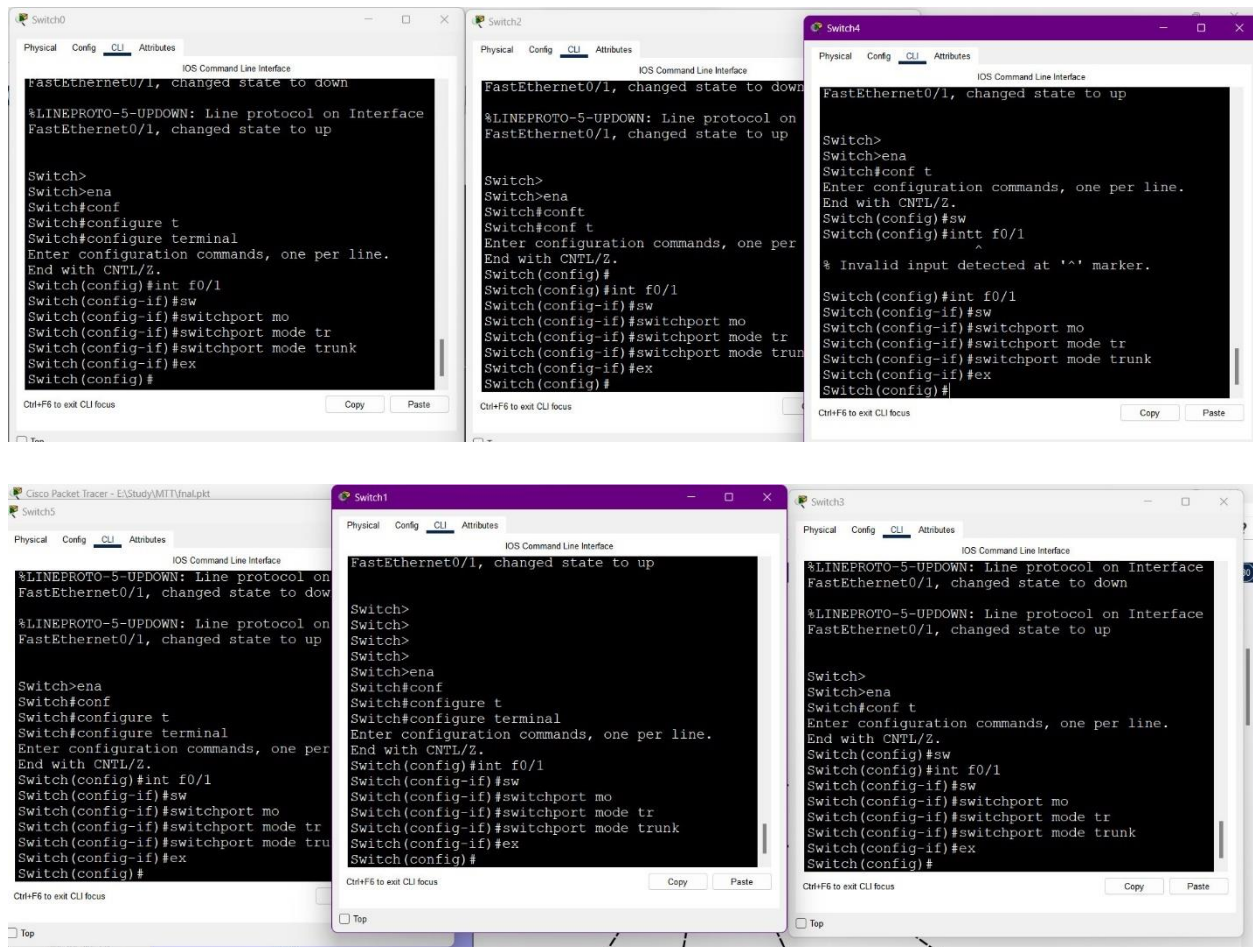 Switch0
Physical Config CLI Attributes
IOS Command Line Interface
FastEthernet0/1, changed state to down
%LINEPROTO-5-UPDOWN: Line protocol on Interface
FastEthernet0/1, changed state to up
Switch>
Switch>ena
Switch#conf
Switch#configure t
Switch#configure terminal
Enter configuration commands, one per line.
End with CNTL/Z.
Switch(config)#int f0/1
Switch(config-if)#sw
Switch(config-if)#switchport mo
Switch(config-if)#switchport mode tr
Switch(config-if)#switchport mode trunk
Switch(config-if)#ex
Switch(config)#
Ctrl+F6 to exit CLI focus
Copy Paste
Switch2
Physical Config CLI Attributes
IOS Command Line Interface
FastEthernet0/1, changed state to down
%LINEPROTO-5-UPDOWN: Line protocol on
FastEthernet0/1, changed state to up
Switch>
Switch>ena
Switch#conft
Switch#conf t
Enter configuration commands, one per
End with CNTL/Z.
Switch(config)#
Switch(config)#int f0/1
Switch(config-if)#sw
Switch(config-if)#switchport mo
Switch(config-if)#switchport mode tr
Switch(config-if)#switchport mode trun
Switch(config-if)#ex
Switch(config)#
Ctrl+F6 to exit CLI focus
Switch4
Physical Config CLI Attributes
IOS Command Line Interface
FastEthernet0/1, changed state to up
Switch>
Switch>ena
Switch#conf t
Enter configuration commands, one per line.
End with CNTL/Z.
Switch(config)#sw
Switch(config)#intt f0/1
^
% Invalid input detected at '^' marker.
Switch(config)#int f0/1
Switch(config-if)#sw
Switch(config-if)#switchport mo
Switch(config-if)#switchport mode tr
Switch(config-if)#switchport mode trunk
Switch(config-if)#ex
Switch(config)#
Ctrl+F6 to exit CLI focus
Copy Paste
Cisco Packet Tracer - E:\Study\MTT\fnal.pkt
Switch5
Physical Config CLI Attributes
IOS Command Line Interface
%LINEPROTO-5-UPDOWN: Line protocol on
FastEthernet0/1, changed state to dow
%LINEPROTO-5-UPDOWN: Line protocol on
FastEthernet0/1, changed state to up
Switch>ena
Switch#conf
Switch#configure t
Switch#configure terminal
Enter configuration commands, one per
End with CNTL/Z.
Switch(config)#int f0/1
Switch(config-if)#sw
Switch(config-if)#switchport mo
Switch(config-if)#switchport mode tr
Switch(config-if)#switchport mode tru
Switch(config-if)#ex
Switch(config)#
Ctrl+F6 to exit CLI focus
Top
Switch1
Physical Config CLI Attributes
IOS Command Line Interface
FastEthernet0/1, changed state to up
Switch>
Switch>
Switch>
Switch>
Switch>ena
Switch#conf
Switch#configure t
Switch#configure terminal
Enter configuration commands, one per line.
End with CNTL/Z.
Switch(config)#int f0/1
Switch(config-if)#sw
Switch(config-if)#switchport mo
Switch(config-if)#switchport mode tr
Switch(config-if)#switchport mode trunk
Switch(config-if)#ex
Switch(config)#
Ctrl+F6 to exit CLI focus
Copy Paste
Top
Switch3
Physical Config CLI Attributes
IOS Command Line Interface
%LINEPROTO-5-UPDOWN: Line protocol on Interface
FastEthernet0/1, changed state to down
%LINEPROTO-5-UPDOWN: Line protocol on Interface
FastEthernet0/1, changed state to up
Switch>
Switch>ena
Switch#conf t
Enter configuration commands, one per line.
End with CNTL/Z.
Switch(config)#sw
Switch(config)#int f0/1
Switch(config-if)#sw
Switch(config-if)#switchport mo
Switch(config-if)#switchport mode tr
Switch(config-if)#switchport mode trunk
Switch(config-if)#ex
Switch(config)#
Ctrl+F6 to exit CLI focus
Copy Paste
Top